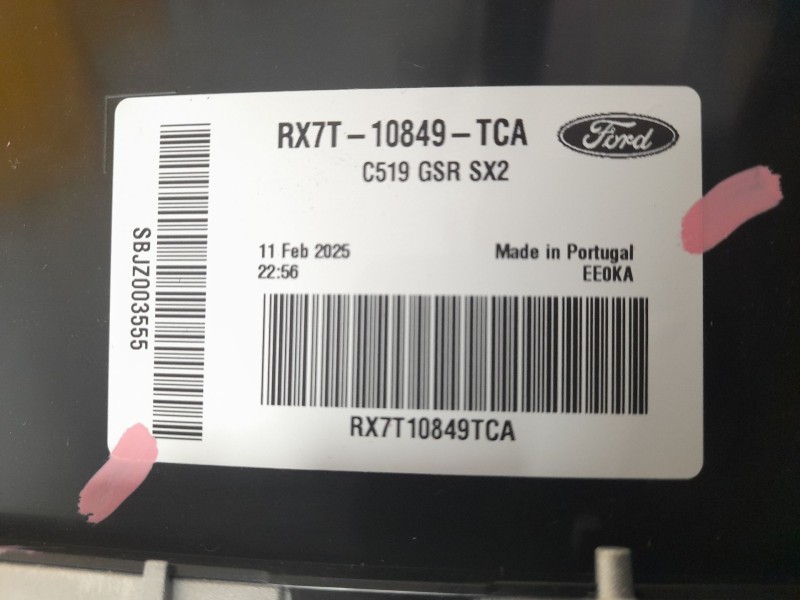 RX7T-10849-TCA
Ford
C519 GSR SX2
11 Feb 2025
22:56
Made in Portugal
EE0KA
SBJZ003555
RX7T10849TCA